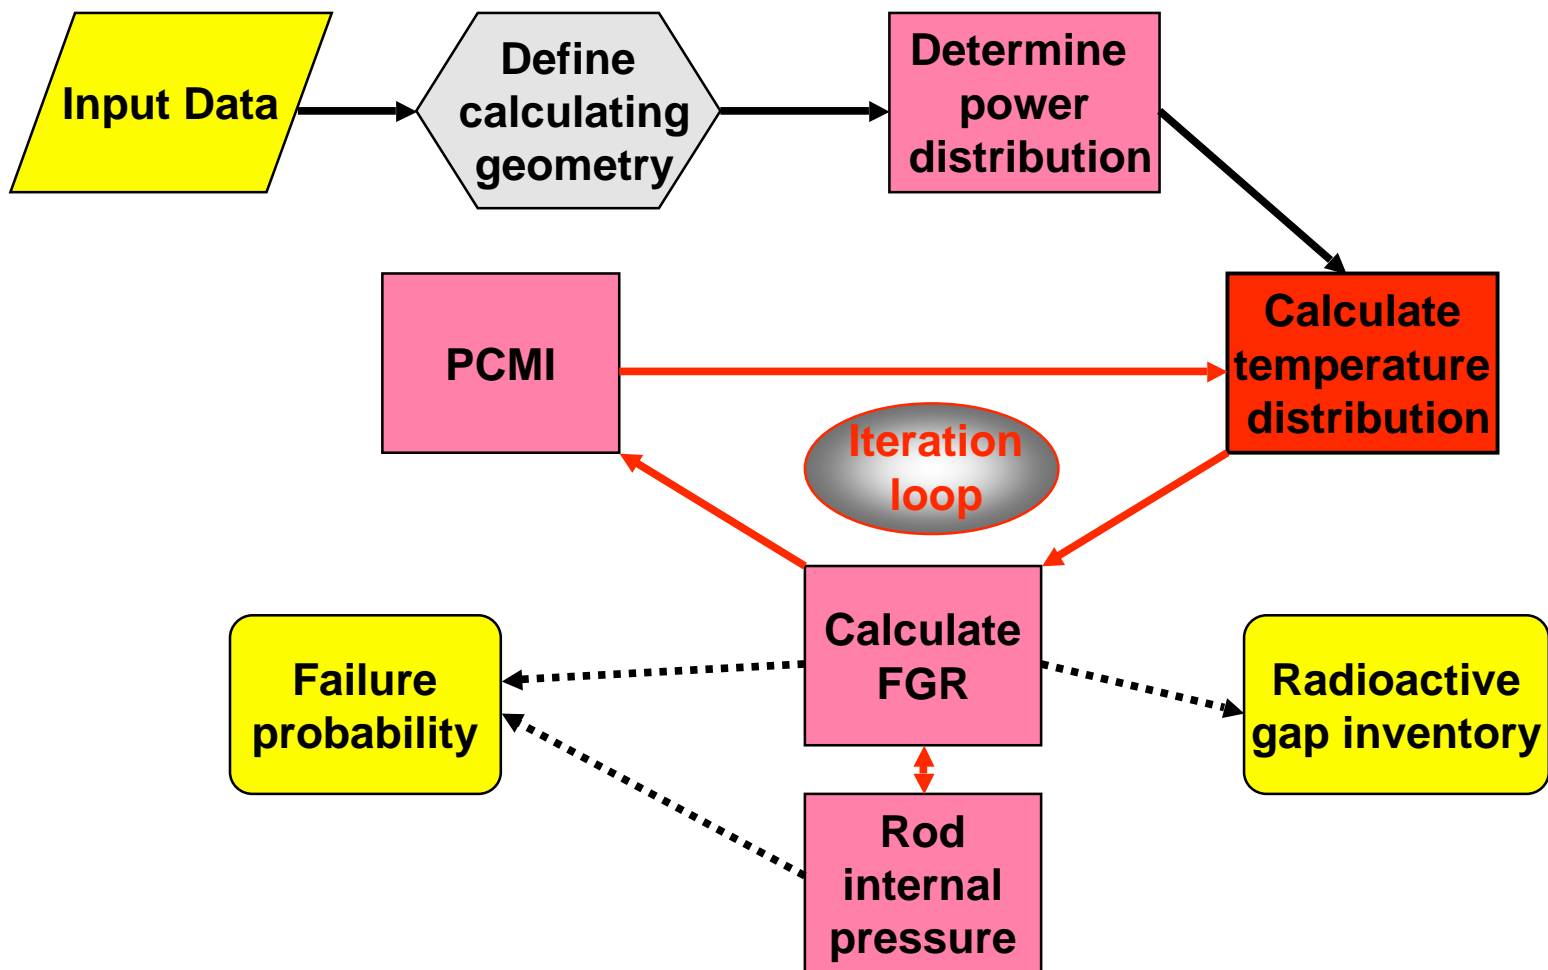 Input Data
Define
calculating
geometry
Determine
power
distribution
PCMI
Calculate
temperature
distribution
Iteration
loop
Calculate
FGR
Failure
probability
Radioactive
gap inventory
Rod
internal
pressure